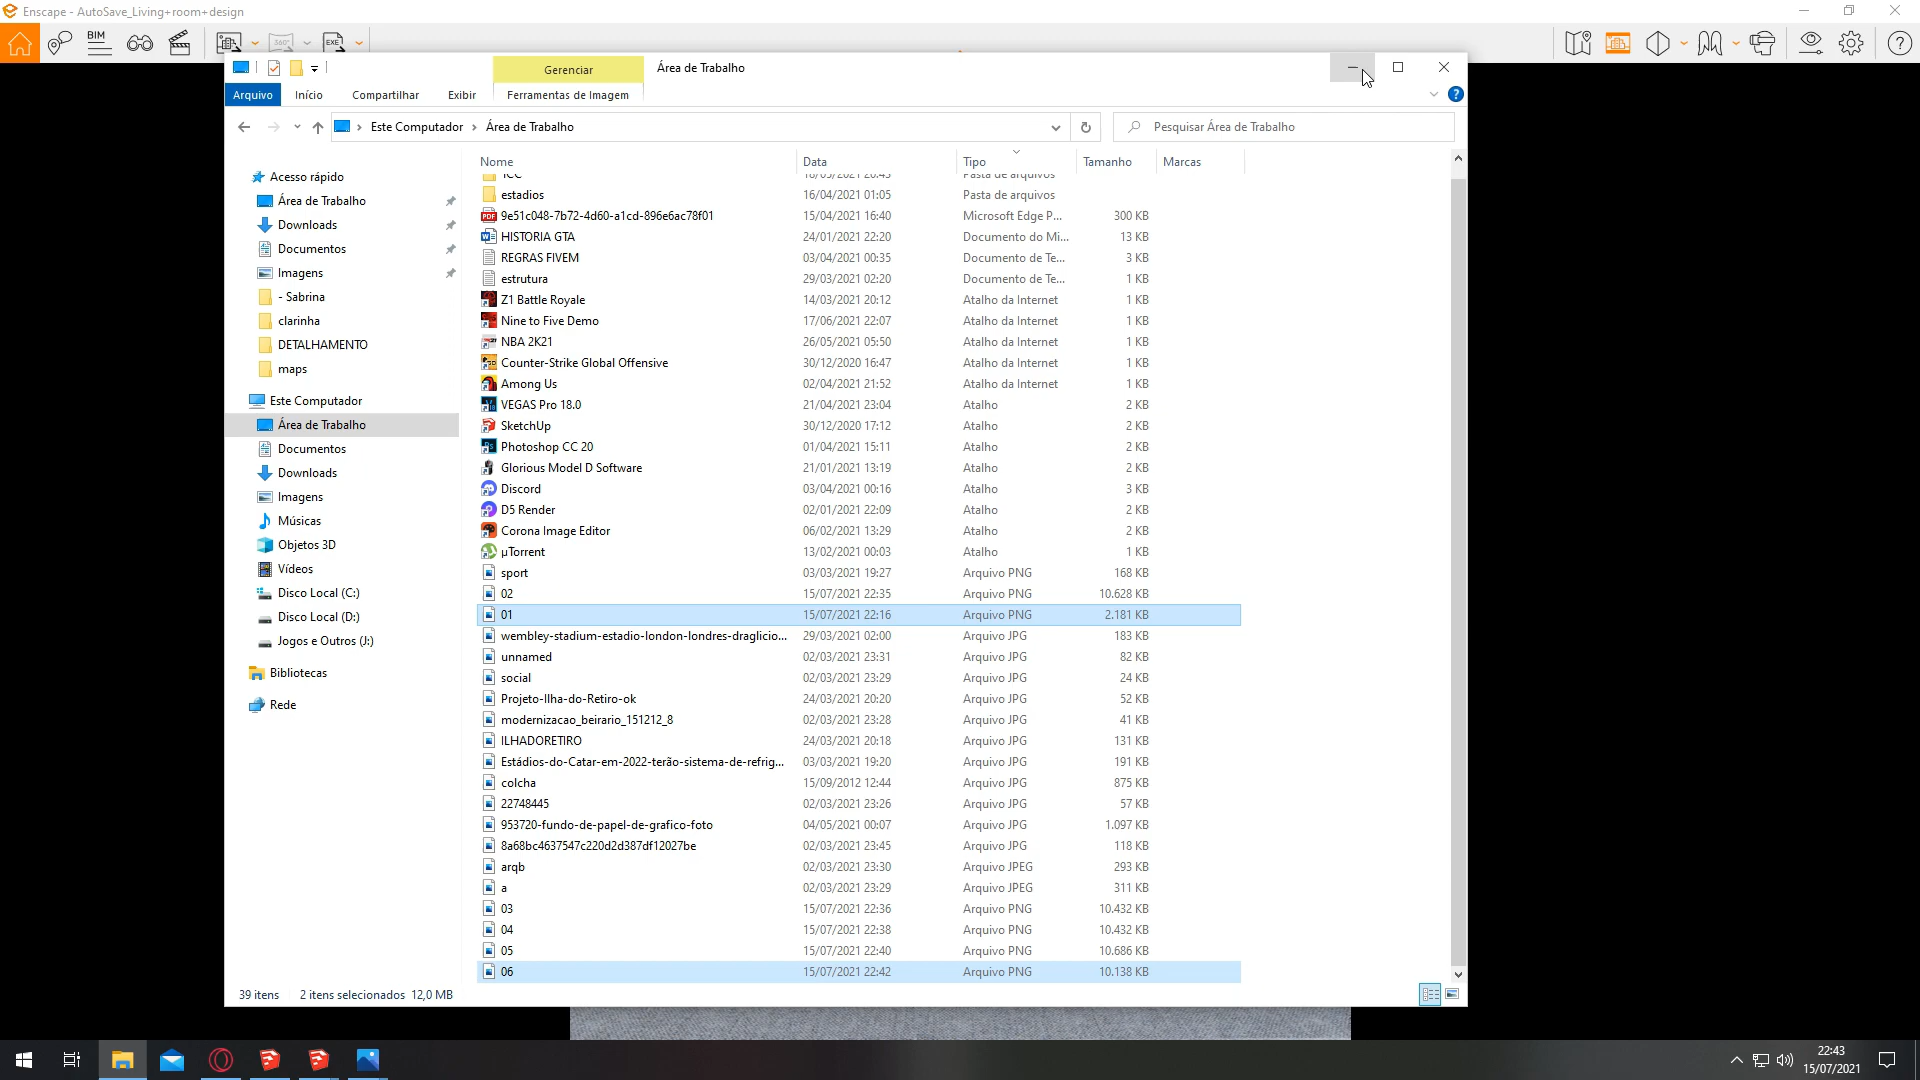 Enscape - AutoSave_Living+room+design
BIM
360°
EXE
Gerenciar
Área de Trabalho
Arquivo
Início
Compartilhar
Exibir
Ferramentas de Imagem
Este Computador
Área de Trabalho
Pesquisar Área de Trabalho
Nome
Data
Tipo
Tamanho
Marcas
Acesso rápido
Área de Trabalho
Downloads
Documentos
Imagens
- Sabrina
clarinha
DETALHAMENTO
maps
Este Computador
Área de Trabalho
Documentos
Downloads
Imagens
Músicas
Objetos 3D
Vídeos
Disco Local (C:)
Disco Local (D:)
Jogos e Outros (J:)
Bibliotecas
Rede
estadios 16/04/2021 01:05 Pasta de arquivos
9e51c048-7b72-4d60-a1cd-896e6ac78f01 15/04/2021 16:40 Microsoft Edge P... 300 KB
HISTORIA GTA 24/01/2021 22:20 Documento do Mi... 13 KB
REGRAS FIVEM 03/04/2021 00:35 Documento de Te... 3 KB
estrutura 29/03/2021 02:20 Documento de Te... 1 KB
Z1 Battle Royale 14/03/2021 20:12 Atalho da Internet 1 KB
Nine to Five Demo 17/06/2021 22:07 Atalho da Internet 1 KB
NBA 2K21 26/05/2021 05:50 Atalho da Internet 1 KB
Counter-Strike Global Offensive 30/12/2020 16:47 Atalho da Internet 1 KB
Among Us 02/04/2021 21:52 Atalho da Internet 1 KB
VEGAS Pro 18.0 21/04/2021 23:04 Atalho 2 KB
SketchUp 30/12/2020 17:12 Atalho 2 KB
Photoshop CC 20 01/04/2021 15:11 Atalho 2 KB
Glorious Model D Software 21/01/2021 13:19 Atalho 2 KB
Discord 03/04/2021 00:16 Atalho 3 KB
D5 Render 02/01/2021 22:09 Atalho 2 KB
Corona Image Editor 06/02/2021 13:29 Atalho 2 KB
µTorrent 13/02/2021 00:03 Atalho 1 KB
sport 03/03/2021 19:27 Arquivo PNG 168 KB
02 15/07/2021 22:35 Arquivo PNG 10.628 KB
01 15/07/2021 22:16 Arquivo PNG 2.181 KB
wembley-stadium-estadio-london-londres-draglicio... 29/03/2021 02:00 Arquivo JPG 183 KB
unnamed 02/03/2021 23:31 Arquivo JPG 82 KB
social 02/03/2021 23:29 Arquivo JPG 24 KB
Projeto-Ilha-do-Retiro-ok 24/03/2021 20:20 Arquivo JPG 52 KB
modernizacao_beirario_151212_8 02/03/2021 23:28 Arquivo JPG 41 KB
ILHADORETIRO 24/03/2021 20:18 Arquivo JPG 131 KB
Estádios-do-Catar-em-2022-terão-sistema-de-refrig... 03/03/2021 19:20 Arquivo JPG 191 KB
colcha 15/09/2012 12:44 Arquivo JPG 875 KB
22748445 02/03/2021 23:26 Arquivo JPG 57 KB
953720-fundo-de-papel-de-grafico-foto 04/05/2021 00:07 Arquivo JPG 1.097 KB
8a68bc4637547c220d2d387df12027be 02/03/2021 23:45 Arquivo JPG 118 KB
arqb 02/03/2021 23:30 Arquivo JPEG 293 KB
a 02/03/2021 23:29 Arquivo JPEG 311 KB
03 15/07/2021 22:36 Arquivo PNG 10.432 KB
04 15/07/2021 22:38 Arquivo PNG 10.432 KB
05 15/07/2021 22:40 Arquivo PNG 10.686 KB
06 15/07/2021 22:42 Arquivo PNG 10.138 KB
39 itens 2 itens selecionados 12,0 MB
22:43
15/07/2021